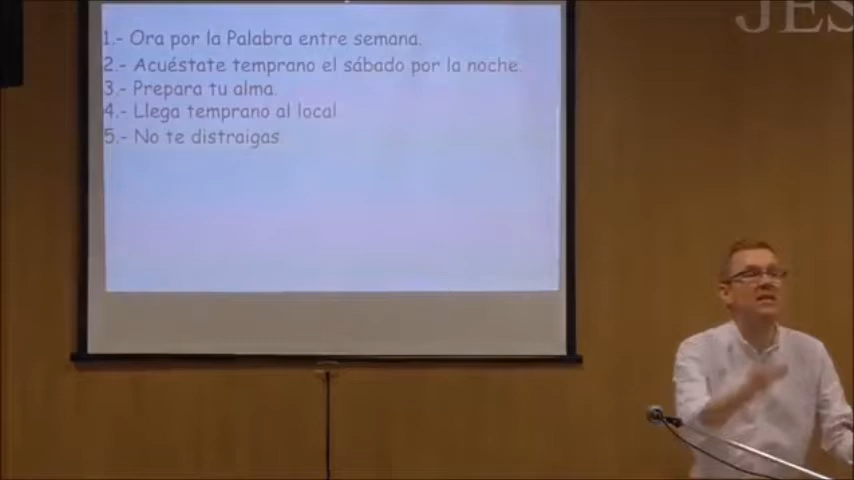 1.- Ora por la Palabra entre semana.
2.- Acuéstate temprano el sábado por la noche.
3.- Prepara tu alma.
4.- Llega temprano al local.
5.- No te distraigas
JES